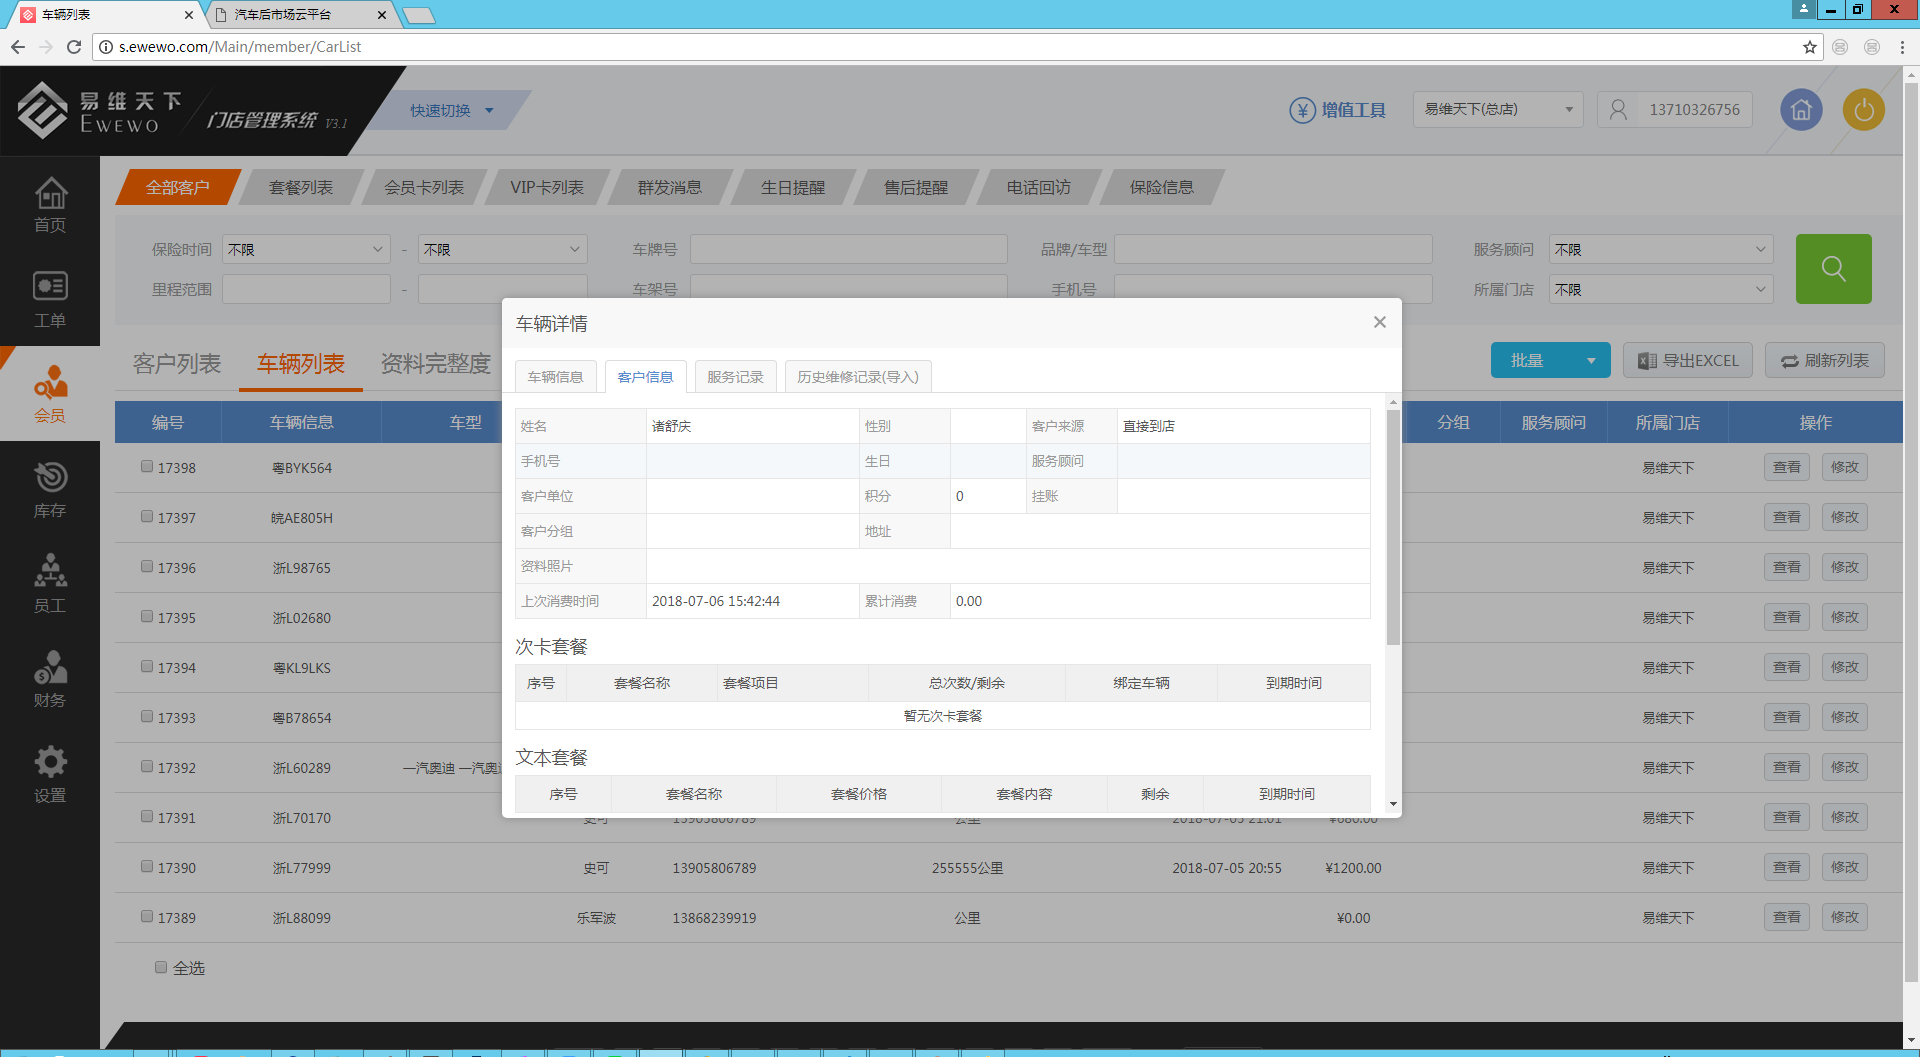 车辆列表
汽车后市场云平台
s.ewewo.com/Main/member/CarList
易维天下
EWEWO
门店管理系统 V3.1
快速切换
增值工具
易维天下(总店)
13710326756
首页
工单
会员
库存
员工
财务
设置
全部客户 套餐列表 会员卡列表 VIP卡列表 群发消息 生日提醒 售后提醒 电话回访 保险信息
保险时间 不限 - 不限 车牌号 品牌/车型 服务顾问 不限
里程范围 - 车架号 手机号 所属门店 不限
客户列表 车辆列表 资料完整度 批量 导出EXCEL 刷新列表
编号 车辆信息 车型 分组 服务顾问 所属门店 操作
17398 粤BYK564 易维天下 查看 修改
17397 皖AE805H 易维天下 查看 修改
17396 浙L98765 易维天下 查看 修改
17395 浙L02680 易维天下 查看 修改
17394 粤KL9LKS 易维天下 查看 修改
17393 粤B78654 易维天下 查看 修改
17392 浙L60289 一汽奥迪 一汽奥 易维天下 查看 修改
17391 浙L70170 史可 13905806789 公里 2018-07-05 21:01 ¥680.00 易维天下 查看 修改
17390 浙L77999 史可 13905806789 255555公里 2018-07-05 20:55 ¥1200.00 易维天下 查看 修改
17389 浙L88099 乐军波 13868239919 公里 ¥0.00 易维天下 查看 修改
全选
车辆详情
车辆信息 客户信息 服务记录 历史维修记录(导入)
姓名 诸舒庆 性别 客户来源 直接到店
手机号 生日 服务顾问
客户单位 积分 0 挂账
客户分组 地址
资料照片
上次消费时间 2018-07-06 15:42:44 累计消费 0.00
次卡套餐
序号 套餐名称 套餐项目 总次数/剩余 绑定车辆 到期时间
暂无次卡套餐
文本套餐
序号 套餐名称 套餐价格 套餐内容 剩余 到期时间